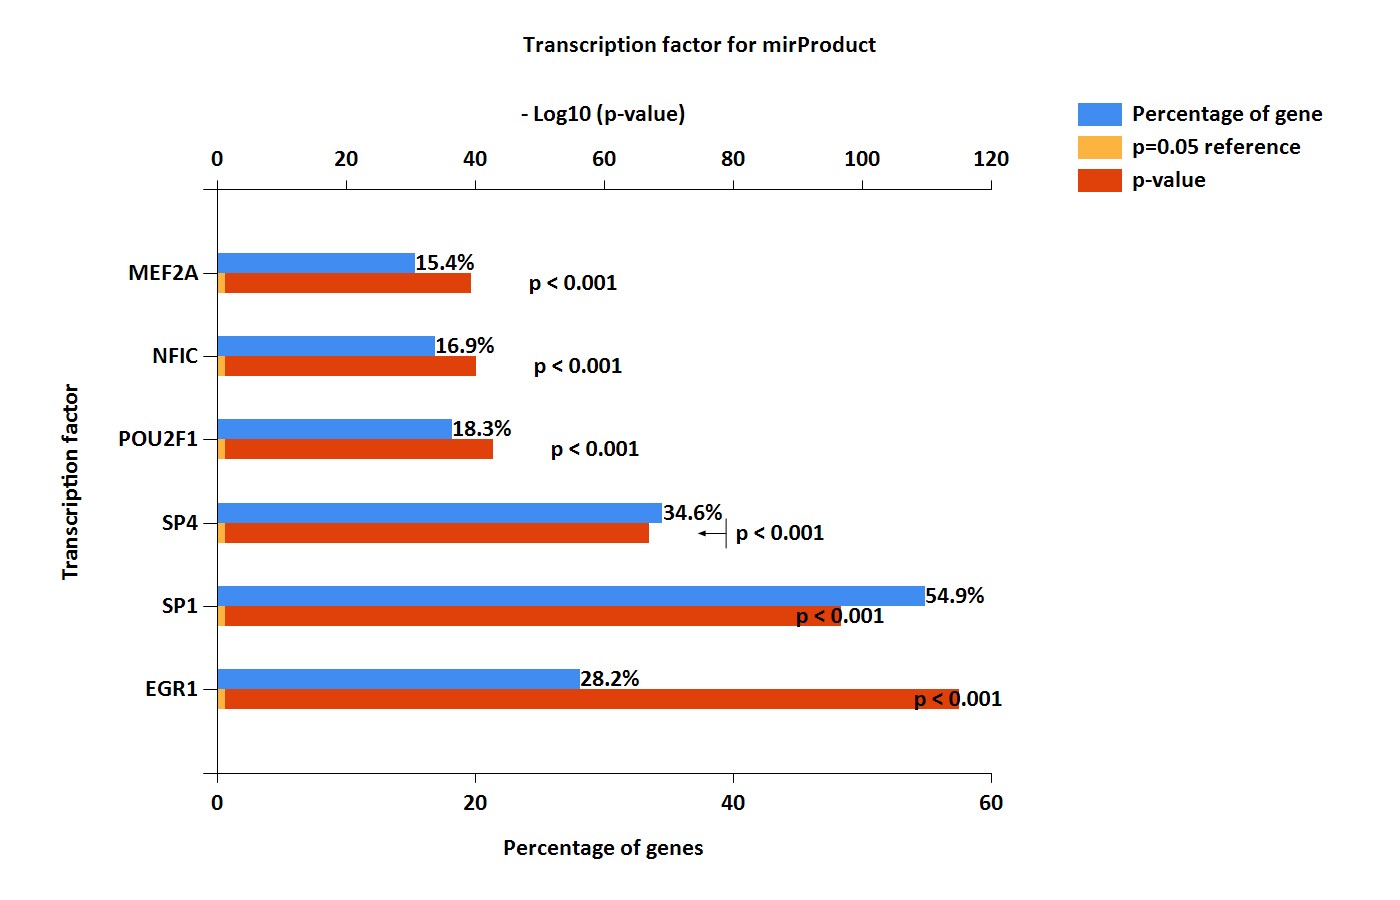 Transcription factor for mirProduct
- Log10 (p-value)
0 20 40 60 80 100 120
Percentage of gene
p=0.05 reference
p-value
Transcription factor
MEF2A
15.4%
p < 0.001
NFIC
16.9%
p < 0.001
POU2F1
18.3%
p < 0.001
SP4
34.6%
p < 0.001
SP1
54.9%
p < 0.001
EGR1
28.2%
p < 0.001
0 20 40 60
Percentage of genes